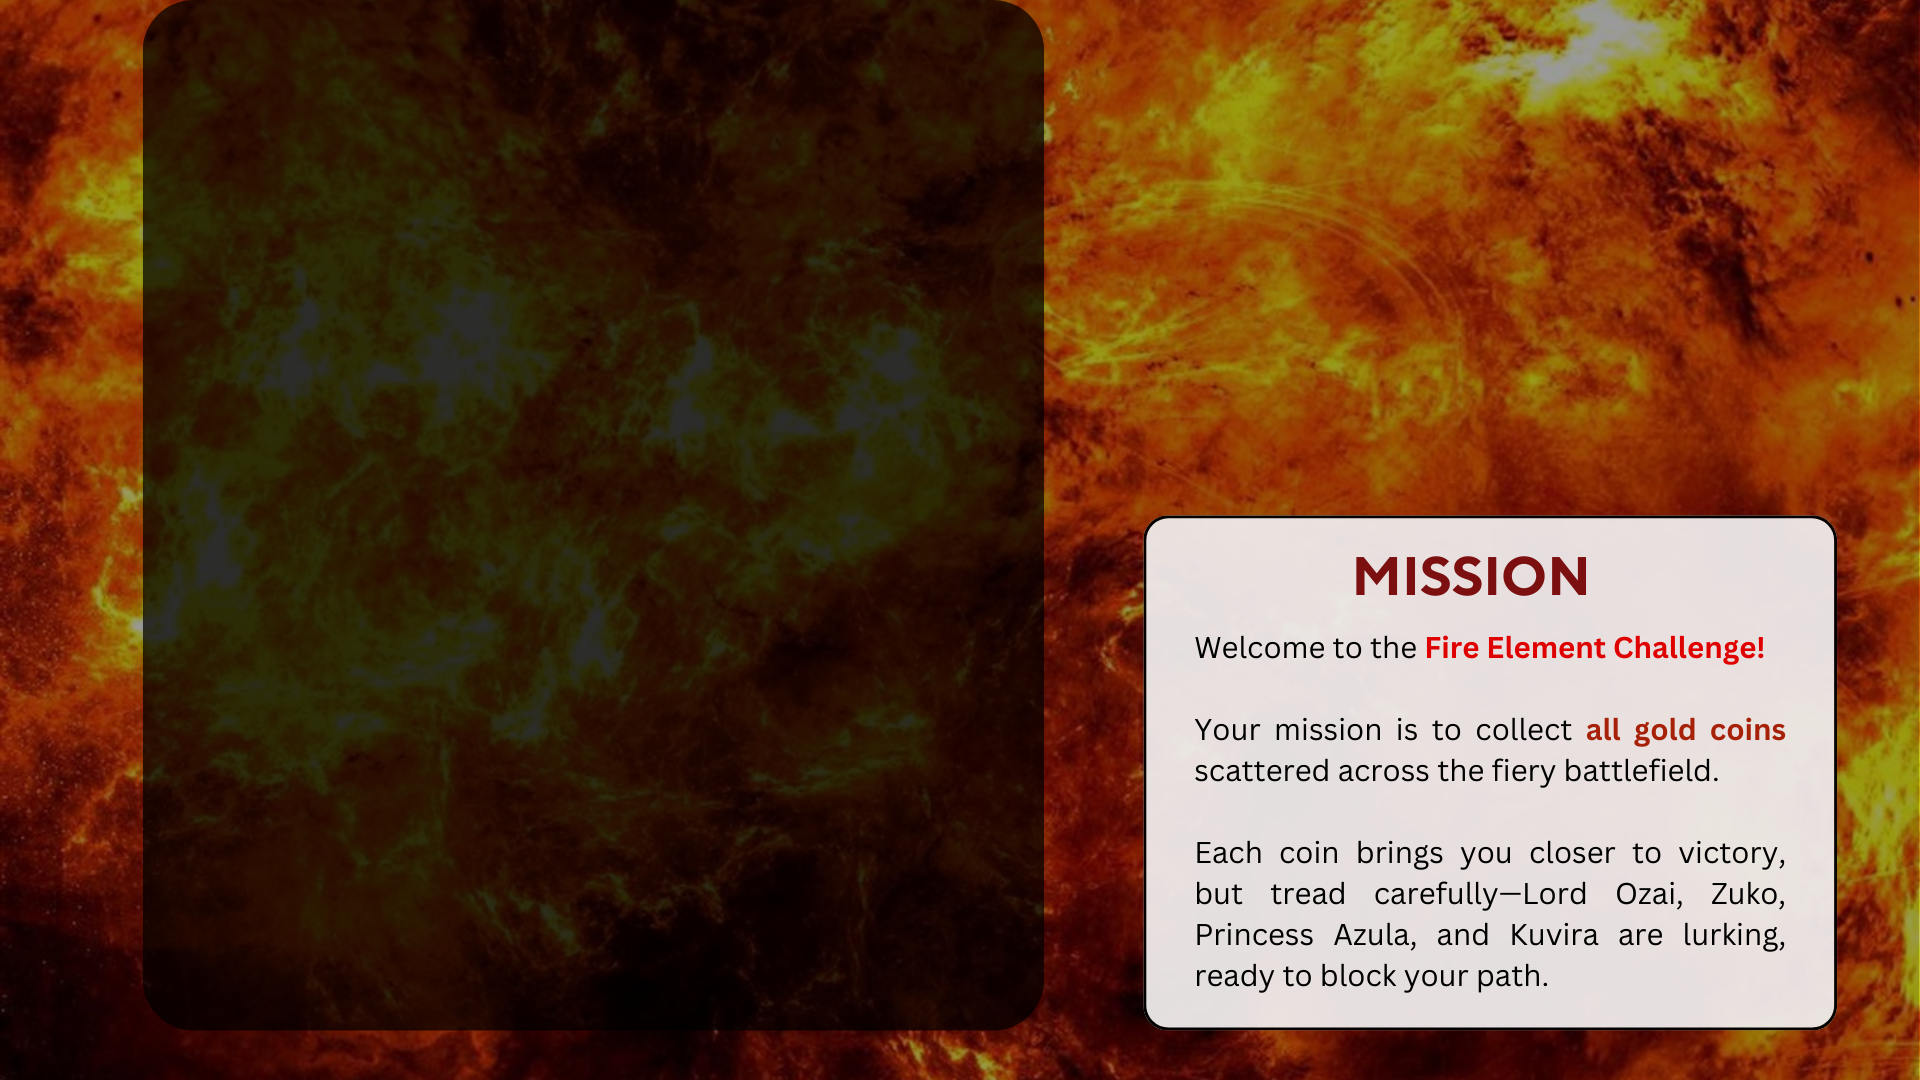 MISSION
Welcome to the Fire Element Challenge!
Your mission is to collect all gold coins
scattered across the fiery battlefield.
Each coin brings you closer to victory,
but tread carefully—Lord Ozai, Zuko,
Princess Azula, and Kuvira are lurking,
ready to block your path.